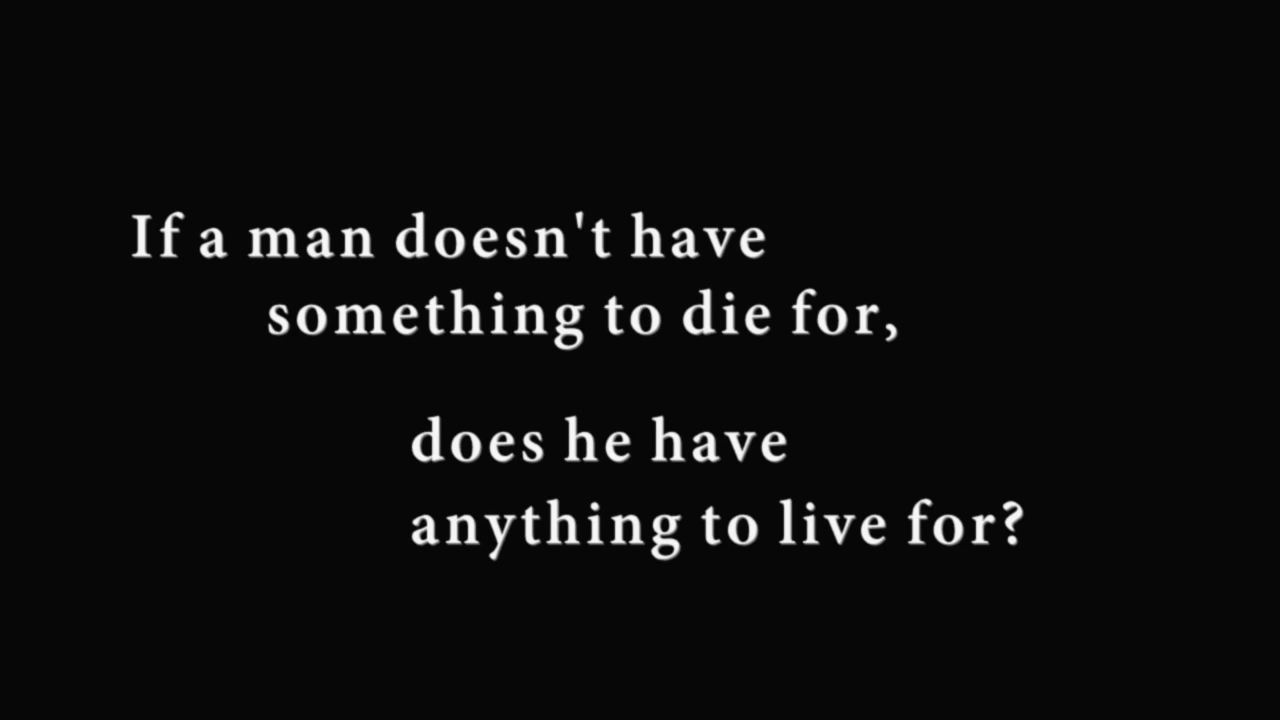 If a man doesn't have
something to die for,
does he have
anything to live for?